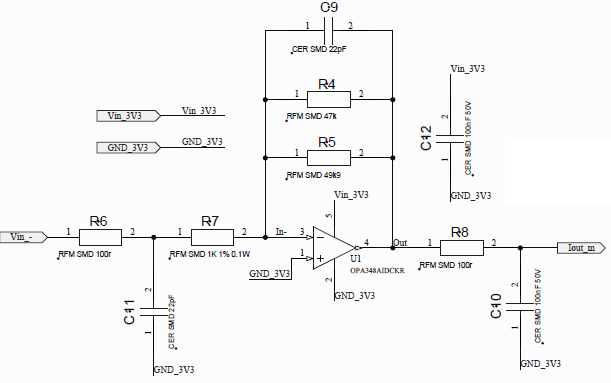 C9
1 2
CER SMD 22pF
R4
1 2
RFM SMD 47k
R5
1 2
RFM SMD 49k9
Vin_3V3 Vin_3V3
GND_3V3 GND_3V3
Vin_3V3
2
C12
CER SMD 100nF 50V
1
GND_3V3
Vin_-
1 R6 2
RFM SMD 100r
1 R7 2
RFM SMD 1K 1% 0.1W
In- 3
Vin_3V3
5
4 Out
U1
OPA348AIDCKR
GND_3V3 1
2
GND_3V3
1 R8 2
RFM SMD 100r
Iout_m
2
C11
CER SMD 22pF
1
GND_3V3
2
C10
CER SMD 100nF 50V
1
GND_3V3